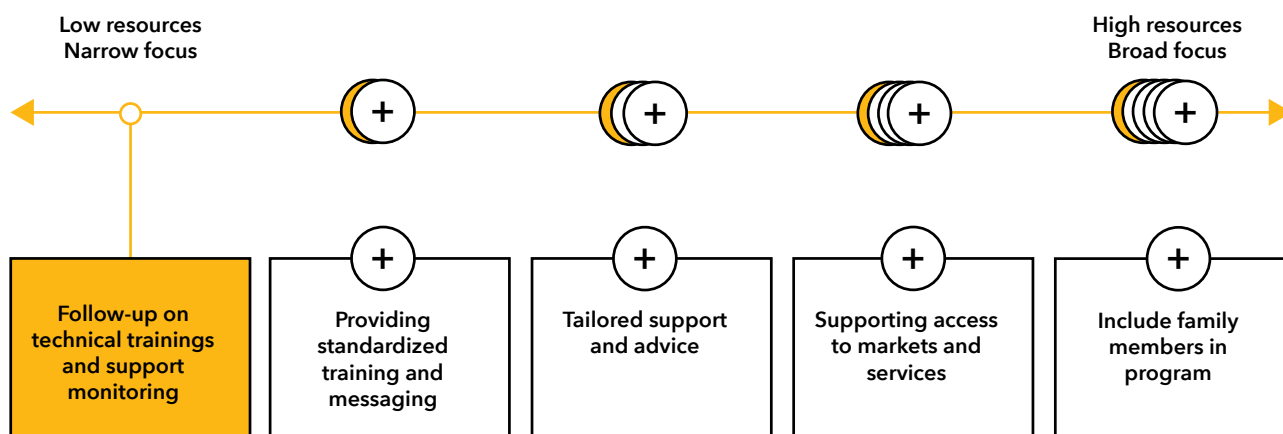 Low resources
Narrow focus
High resources
Broad focus
+
+
+
+
+
+
+
+
Follow-up on
technical trainings
and support
monitoring
Providing
standardized
training and
messaging
Tailored support
and advice
Supporting access
to markets and
services
Include family
members in
program